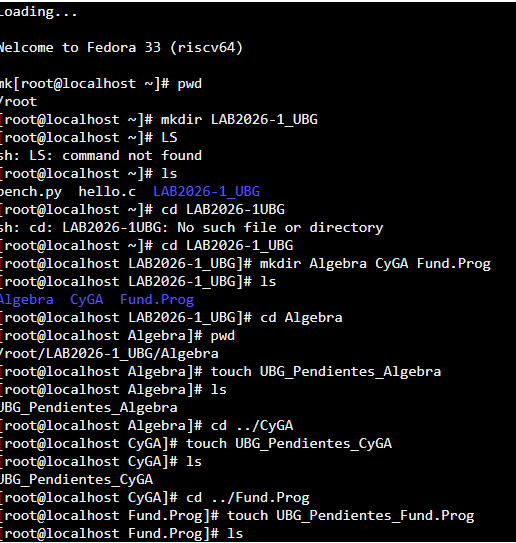 Loading...
Welcome to Fedora 33 (riscv64)
mk[root@localhost ~]# pwd
/root
[root@localhost ~]# mkdir LAB2026-1_UBG
[root@localhost ~]# LS
sh: LS: command not found
[root@localhost ~]# ls
bench.py  hello.c  LAB2026-1_UBG
[root@localhost ~]# cd LAB2026-1UBG
sh: cd: LAB2026-1UBG: No such file or directory
[root@localhost ~]# cd LAB2026-1_UBG
[root@localhost LAB2026-1_UBG]# mkdir Algebra CyGA Fund.Prog
[root@localhost LAB2026-1_UBG]# ls
Algebra  CyGA  Fund.Prog
[root@localhost LAB2026-1_UBG]# cd Algebra
[root@localhost Algebra]# pwd
/root/LAB2026-1_UBG/Algebra
[root@localhost Algebra]# touch UBG_Pendientes_Algebra
[root@localhost Algebra]# ls
UBG_Pendientes_Algebra
[root@localhost Algebra]# cd ../CyGA
[root@localhost CyGA]# touch UBG_Pendientes_CyGA
[root@localhost CyGA]# ls
UBG_Pendientes_CyGA
[root@localhost CyGA]# cd ../Fund.Prog
[root@localhost Fund.Prog]# touch UBG_Pendientes_Fund.Prog
[root@localhost Fund.Prog]# ls